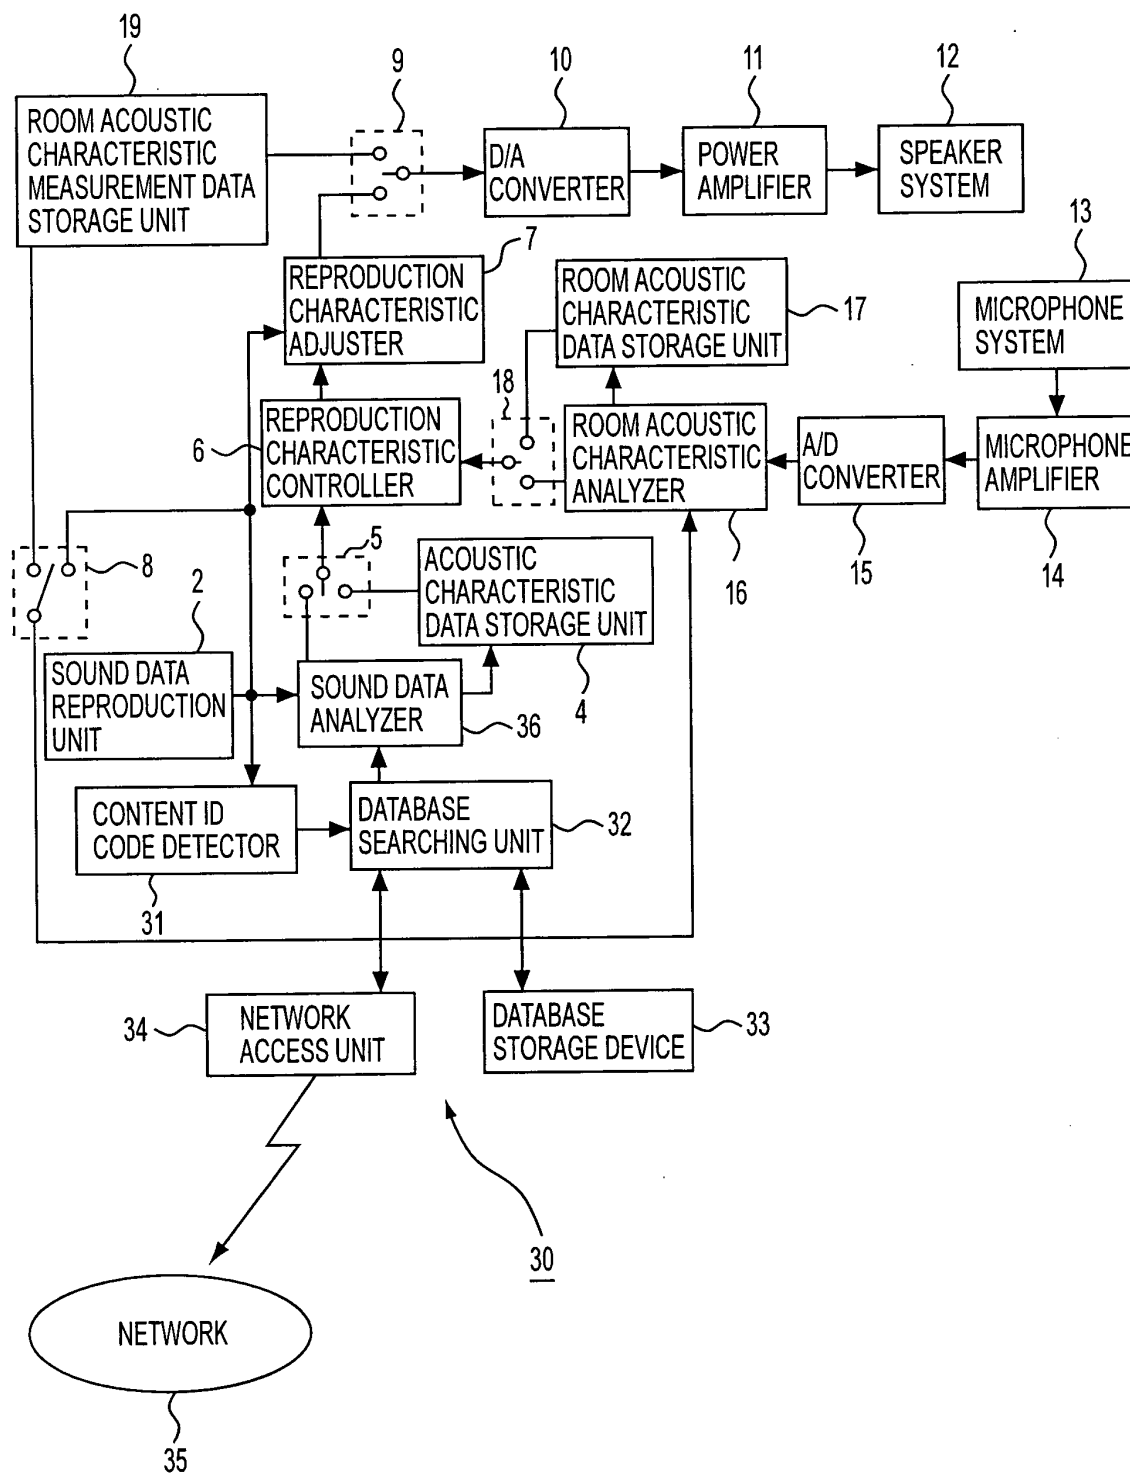 19
9
10
11
12
ROOM ACOUSTIC
CHARACTERISTIC
MEASUREMENT DATA
STORAGE UNIT
D/A
CONVERTER
POWER
AMPLIFIER
SPEAKER
SYSTEM
7
13
REPRODUCTION
CHARACTERISTIC
ADJUSTER
ROOM ACOUSTIC
CHARACTERISTIC
DATA STORAGE UNIT
17
MICROPHONE
SYSTEM
18
6
REPRODUCTION
CHARACTERISTIC
CONTROLLER
ROOM ACOUSTIC
CHARACTERISTIC
ANALYZER
A/D
CONVERTER
MICROPHONE
AMPLIFIER
8
5
16
15
14
2
ACOUSTIC
CHARACTERISTIC
DATA STORAGE UNIT
SOUND DATA
REPRODUCTION
UNIT
SOUND DATA
ANALYZER
36
4
CONTENT ID
CODE DETECTOR
DATABASE
SEARCHING UNIT
32
31
34
NETWORK
ACCESS UNIT
DATABASE
STORAGE DEVICE
33
30
NETWORK
35